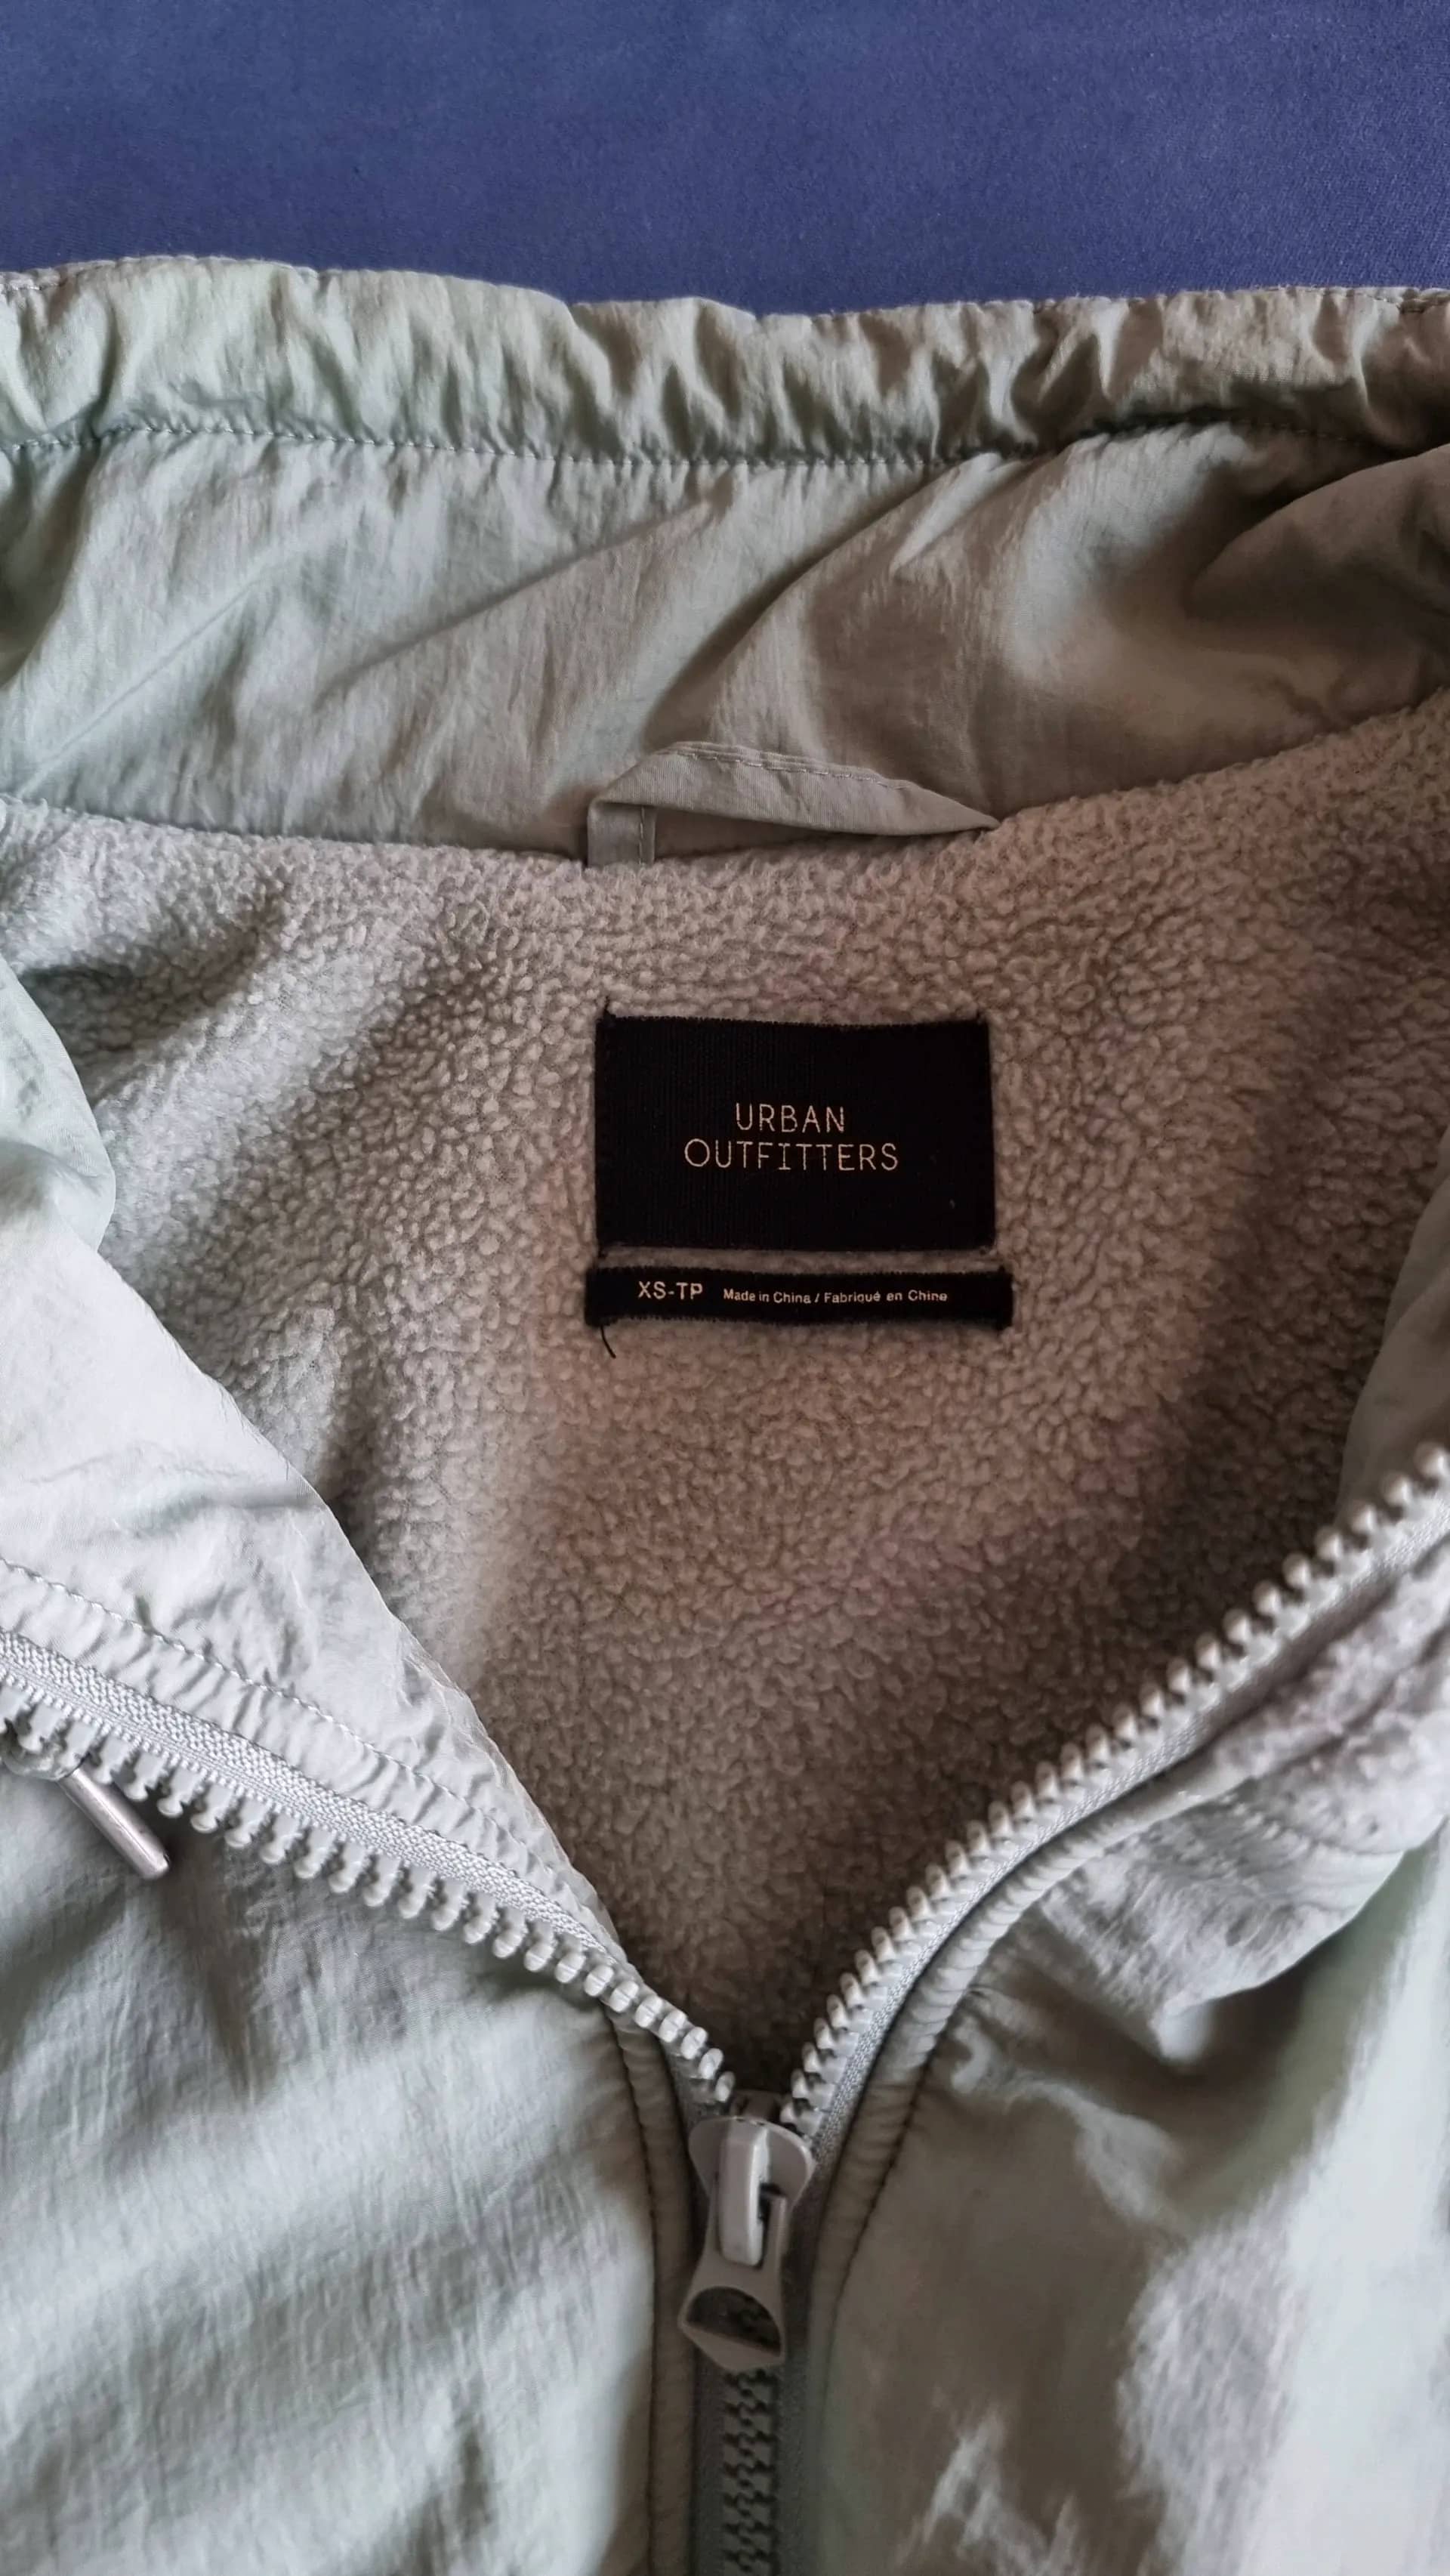 URBAN
OUTFITTERS
XS-TP Made in China / Fabriqué en Chine